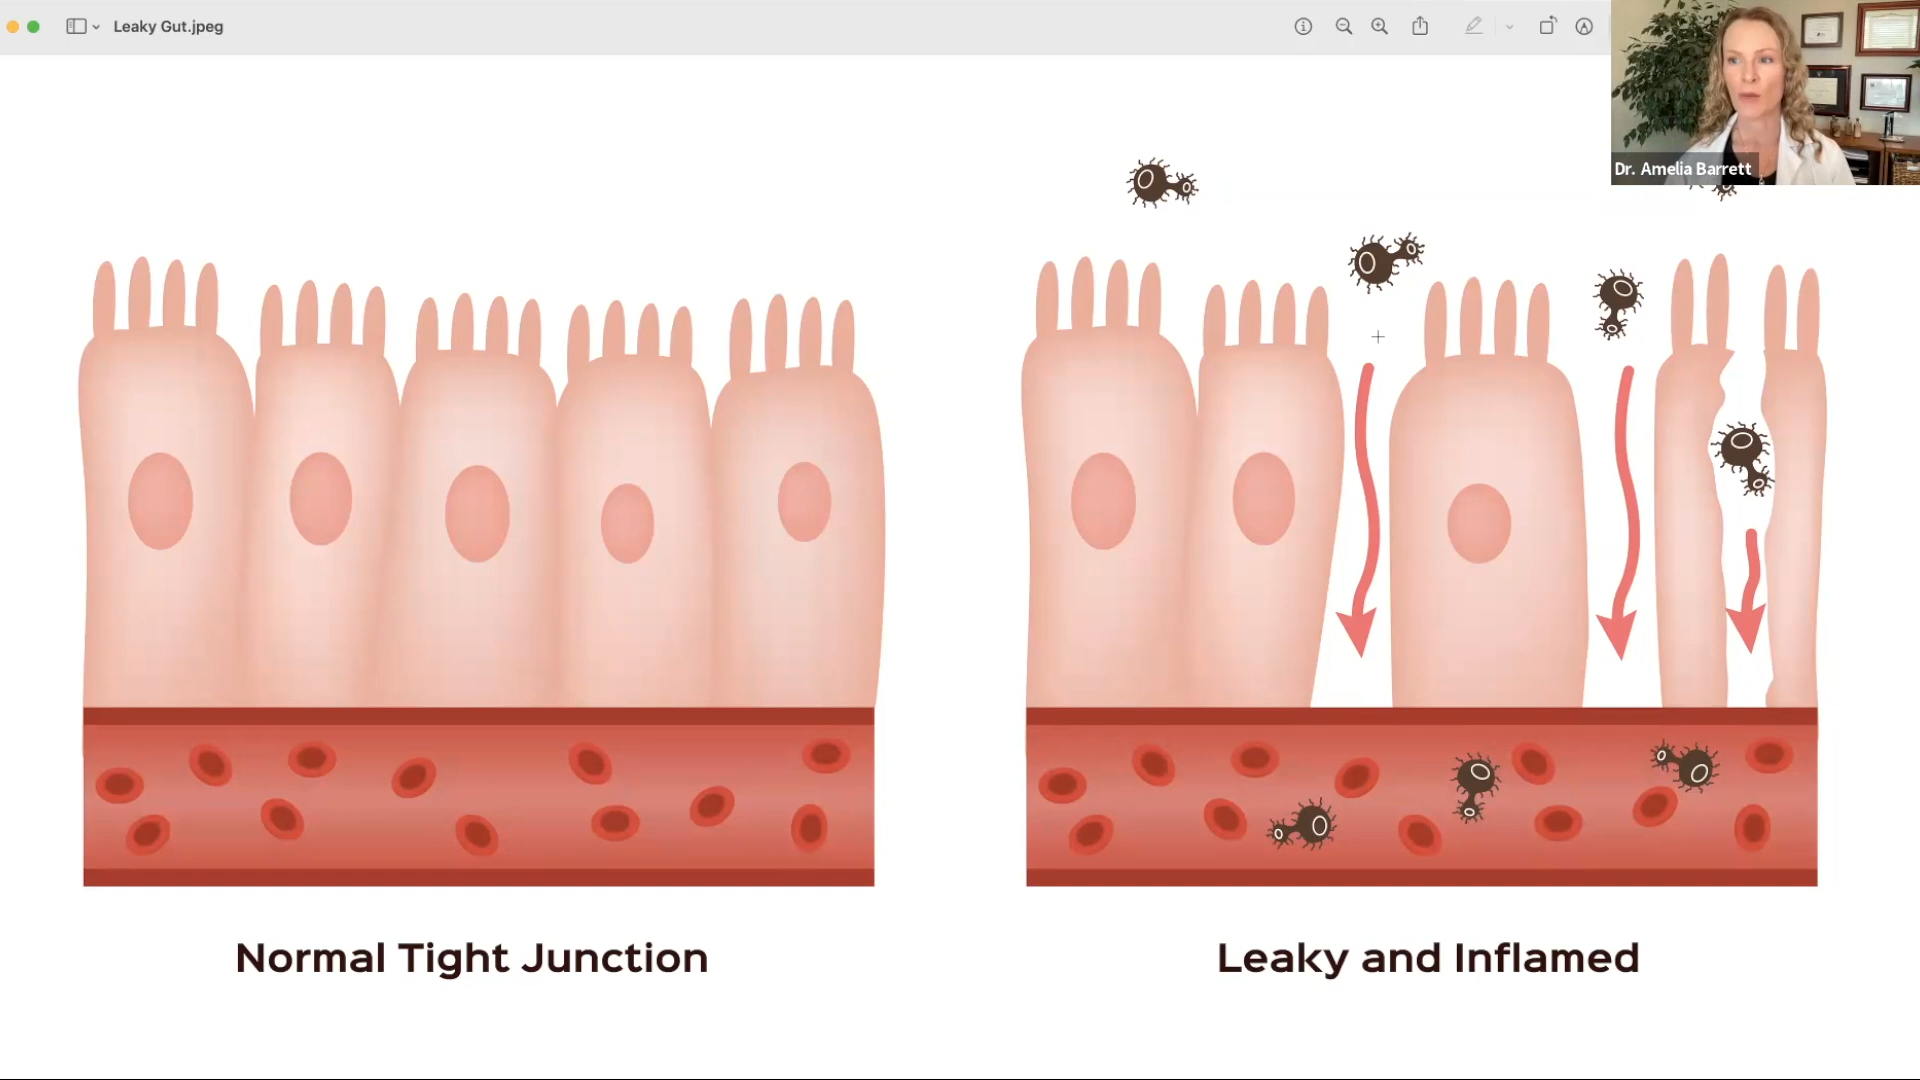 Leaky Gut.jpeg
Dr. Amelia Barrett
Normal Tight Junction
Leaky and Inflamed